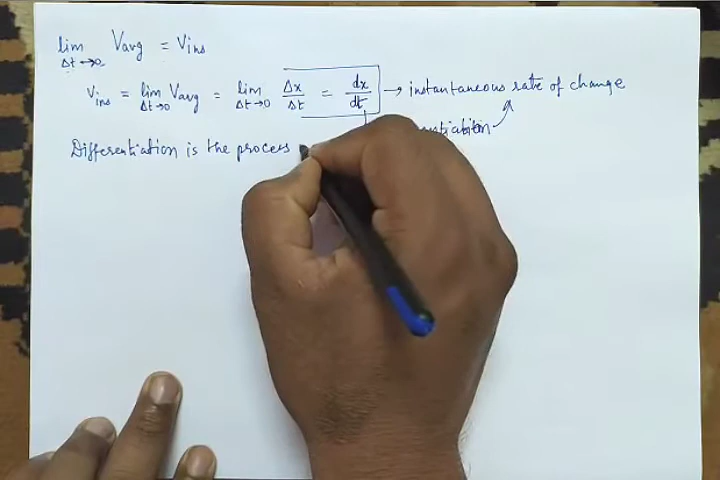 lim Vavg = Vins
Δt→0
Vins = lim Δt→0 Vavg = lim Δt→0 Δx/Δt = dx/dt → instantaneous rate of change
Differentiation is the process